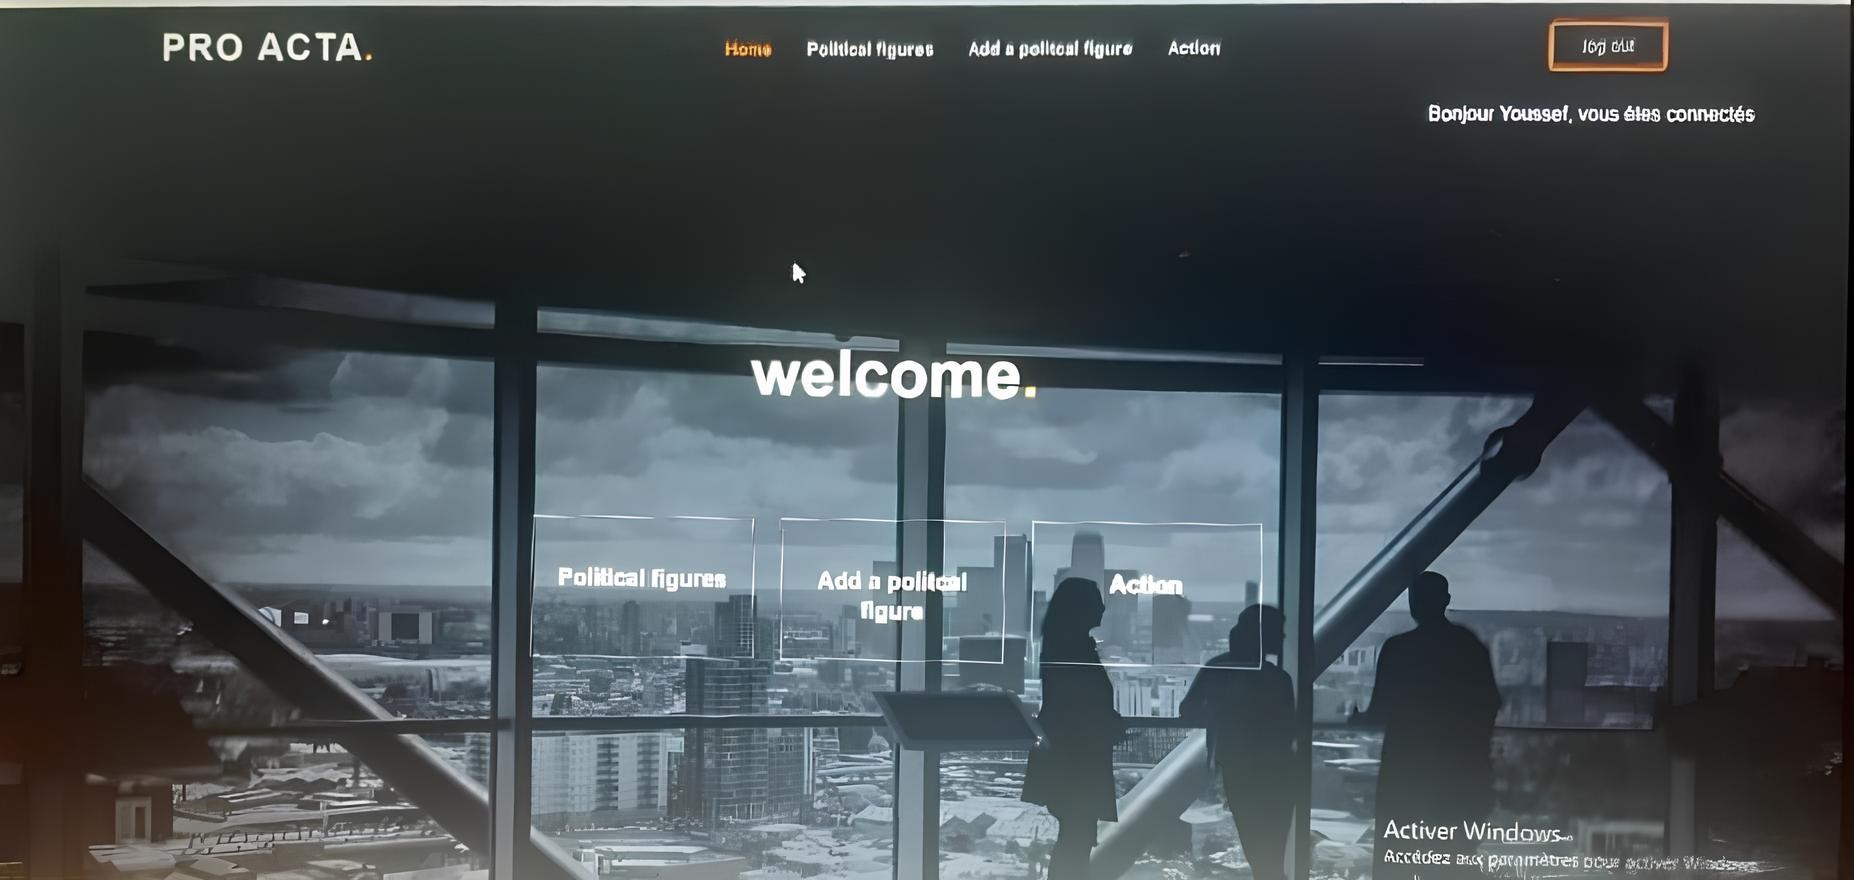 PRO ACTA.
Home
Political figures
Add a politcal figure
Action
log out
Bonjour Youssef, vous êtes connectés
welcome.
Political figures
Add a politcal
figure
Action
Activer Windows
Accédez aux paramètres pour activer Windows